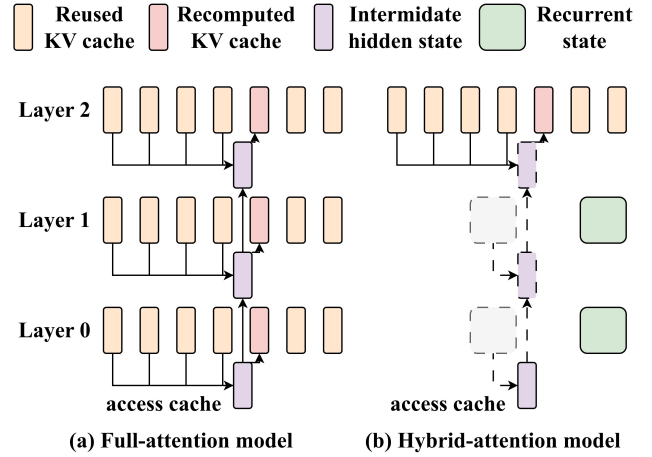 Reused KV cache
Recomputed KV cache
Intermidate hidden state
Recurrent state
Layer 2
Layer 1
Layer 0
access cache
access cache
(a) Full-attention model
(b) Hybrid-attention model